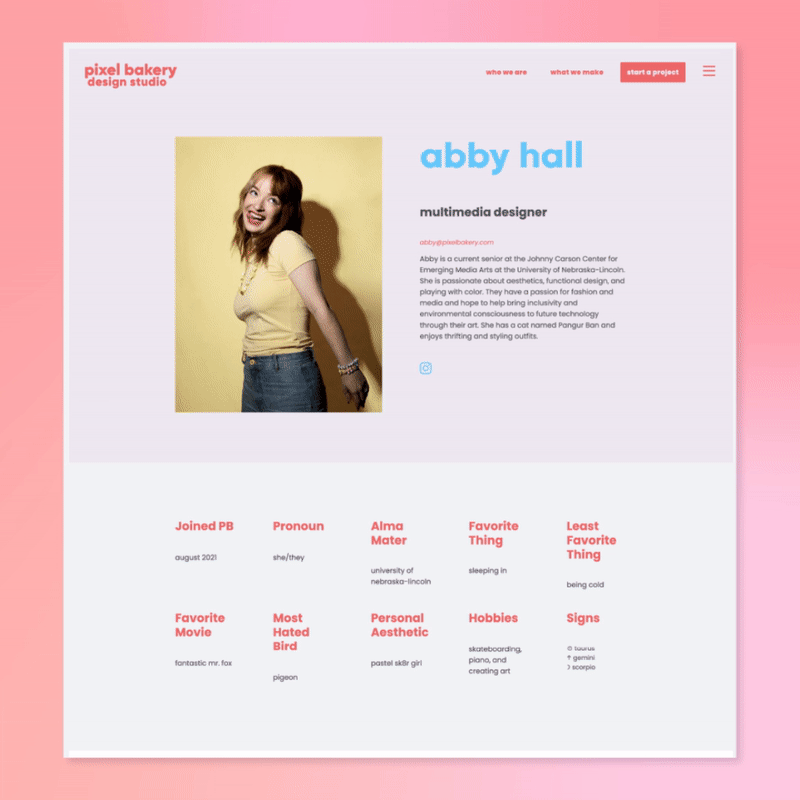 pixel bakery
design studio
who we are
what we make
start a project
abby hall
multimedia designer
abby@pixelbakery.com
Abby is a current senior at the Johnny Carson Center for
Emerging Media Arts at the University of Nebraska-Lincoln.
She is passionate about aesthetics, functional design, and
playing with color. They have a passion for fashion and
media and hope to help bring inclusivity and
environmental consciousness to future technology
through their art. She has a cat named Pangur Ban and
enjoys thrifting and styling outfits.
Joined PB
august 2021
Pronoun
she/they
Alma
Mater
university of
nebraska-lincoln
Favorite
Thing
sleeping in
Least
Favorite
Thing
being cold
Favorite
Movie
fantastic mr. fox
Most
Hated
Bird
pigeon
Personal
Aesthetic
pastel sk8r girl
Hobbies
skateboarding,
piano, and
creating art
Signs
☉ taurus
↑ gemini
☽ scorpio